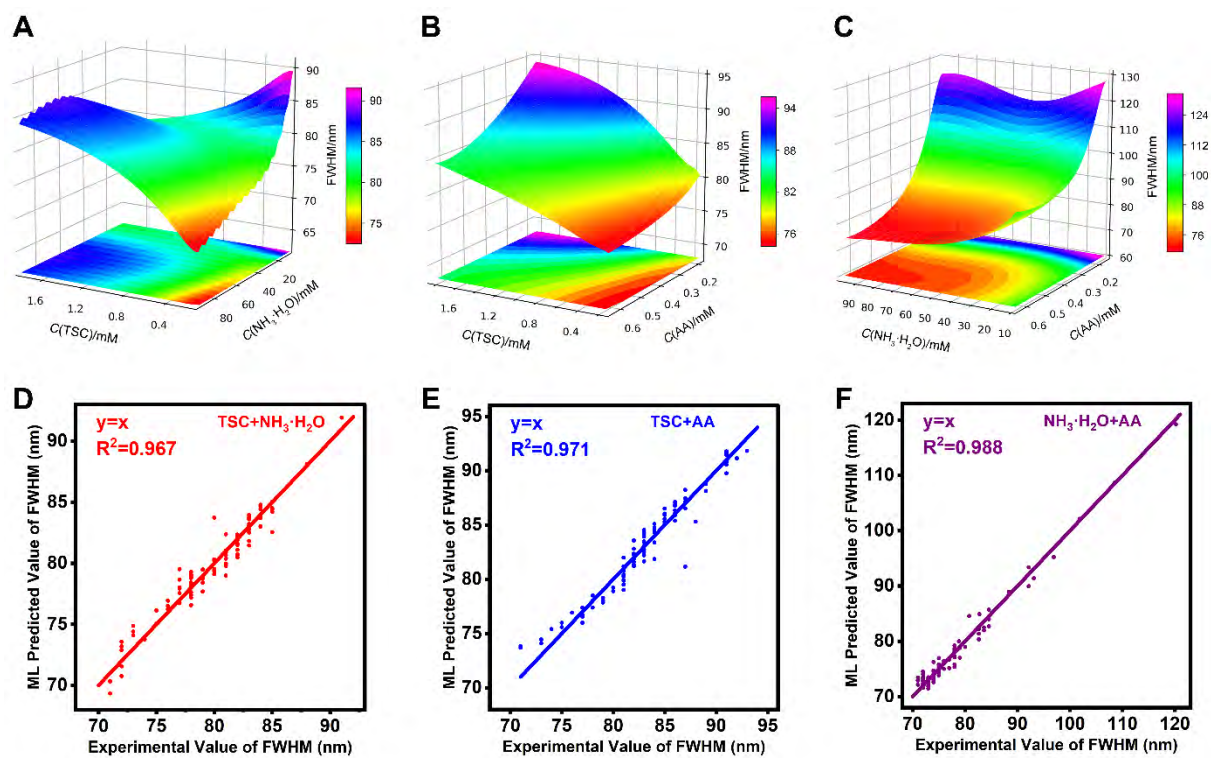 A
90
85
80
75
70
65
FWHM/nm
90
85
80
75
1.6
1.2
0.8
0.4
C(TSC)/mM
80
60
40
20
C(NH₃·H₂O)/mM
B
95
90
85
80
75
70
FWHM/nm
94
88
82
76
1.6
1.2
0.8
0.4
C(TSC)/mM
0.6
0.5
0.4
0.3
0.2
C(AA)/mM
C
130
120
110
100
90
80
70
60
FWHM/nm
124
112
100
88
76
90 80 70 60 50 40 30 20 10
C(NH₃·H₂O)/mM
0.6
0.5
0.4
0.3
0.2
C(AA)/mM
D
y=x
TSC+NH₃·H₂O
R²=0.967
ML Predicted Value of FWHM (nm)
90
85
80
75
70
70 75 80 85 90
Experimental Value of FWHM (nm)
E
y=x
TSC+AA
R²=0.971
ML Predicted Value of FWHM (nm)
95
90
85
80
75
70
70 75 80 85 90 95
Experimental Value of FWHM (nm)
F
y=x
NH₃·H₂O+AA
R²=0.988
ML Predicted Value of FWHM (nm)
120
110
100
90
80
70
70 80 90 100 110 120
Experimental Value of FWHM (nm)